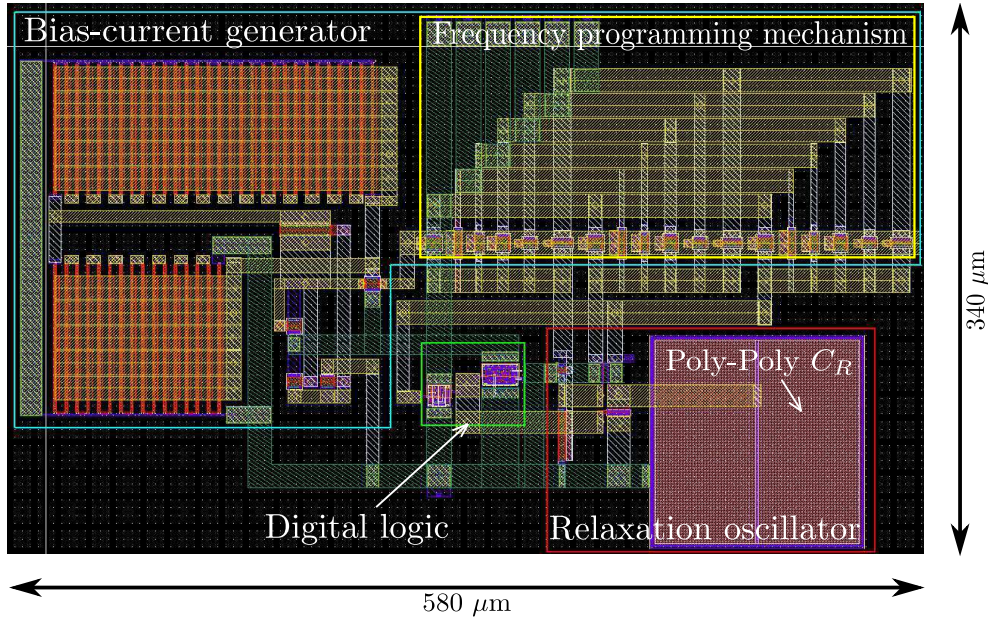 Bias-current generator
Frequency programming mechanism
Poly-Poly C_R
Digital logic
Relaxation oscillator
340 μm
580 μm